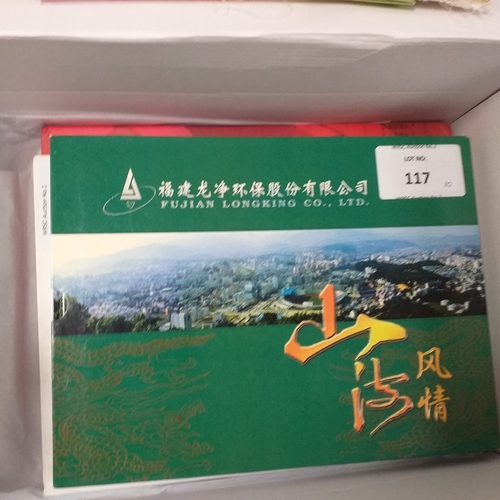 福建龙净环保股份有限公司
FUJIAN LONGKING CO., LTD.
LOT NO:
117
山海
风情